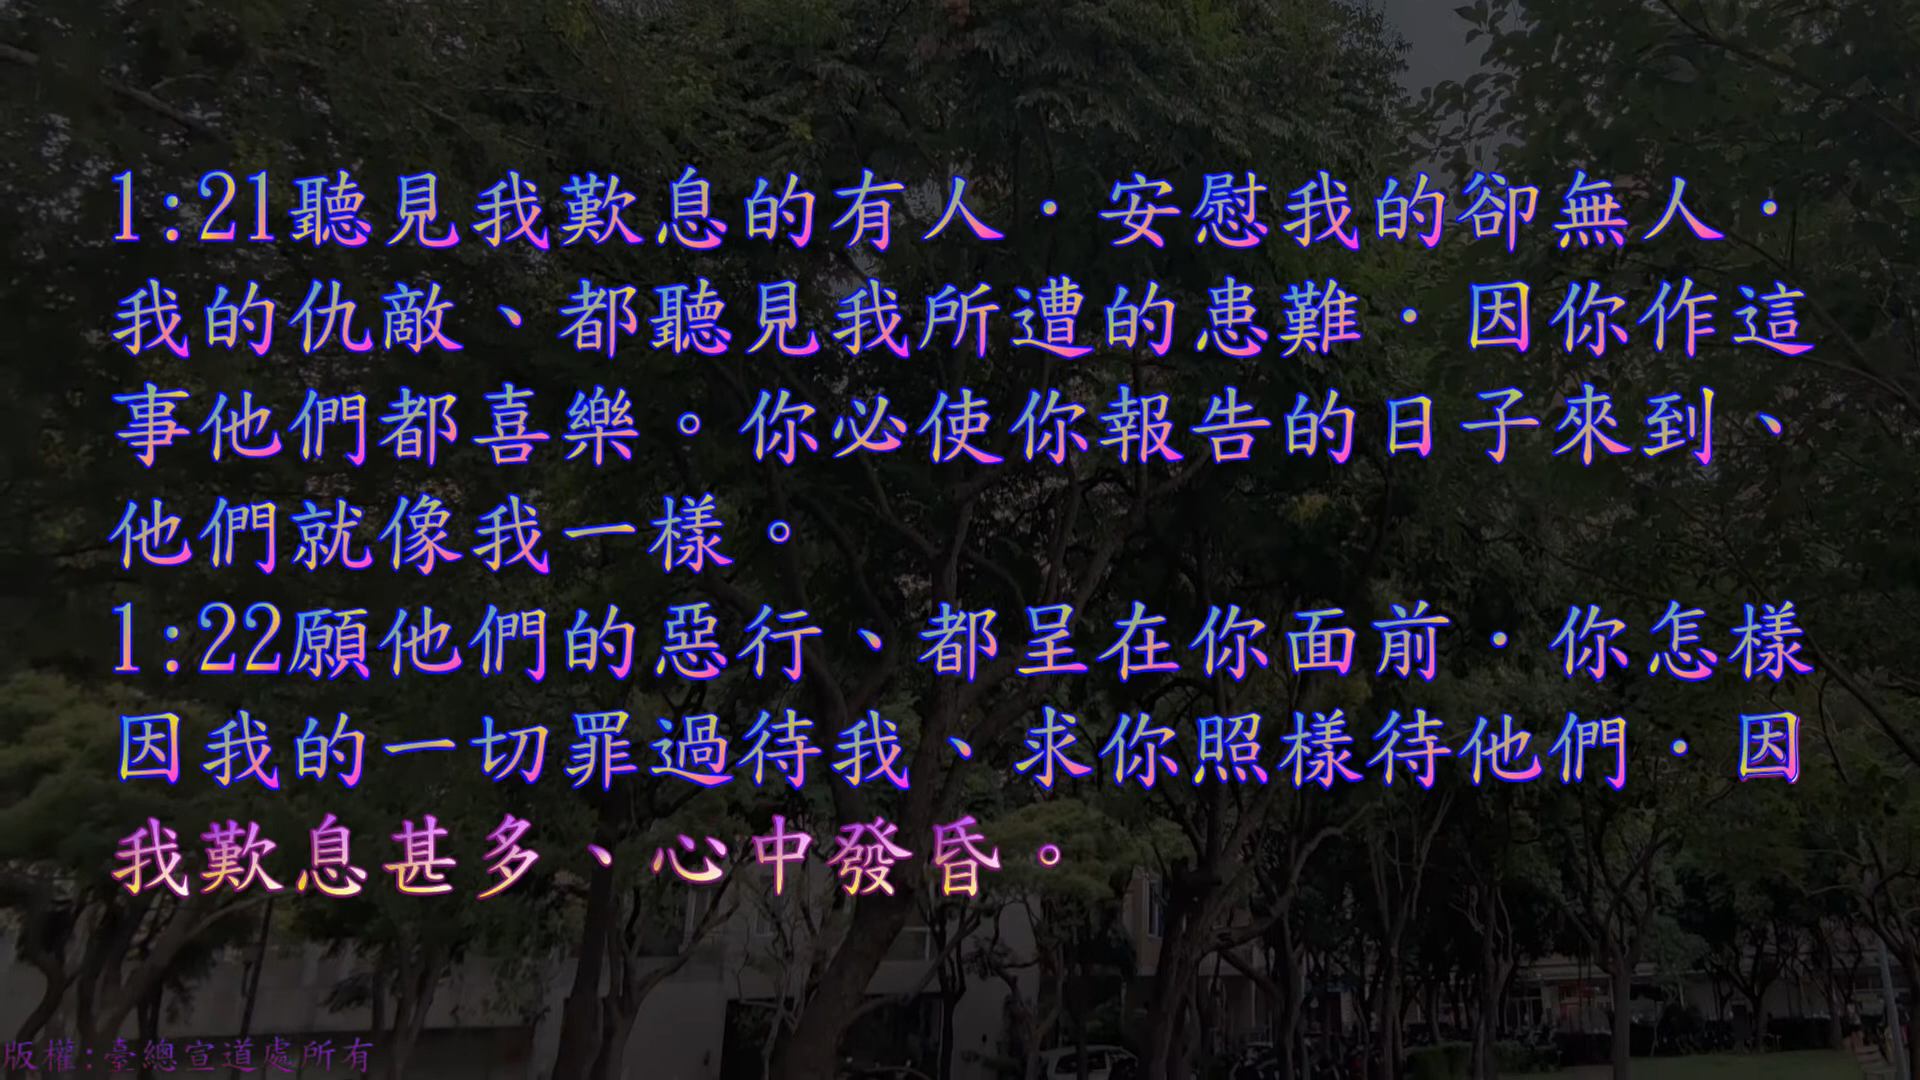 1:21聽見我歎息的有人．安慰我的卻無人．
我的仇敵、都聽見我所遭的患難．因你作這
事他們都喜樂。你必使你報告的日子來到、
他們就像我一樣。
1:22願他們的惡行、都呈在你面前．你怎樣
因我的一切罪過待我、求你照樣待他們．因
我歎息甚多、心中發昏。
版權:臺總宣道處所有